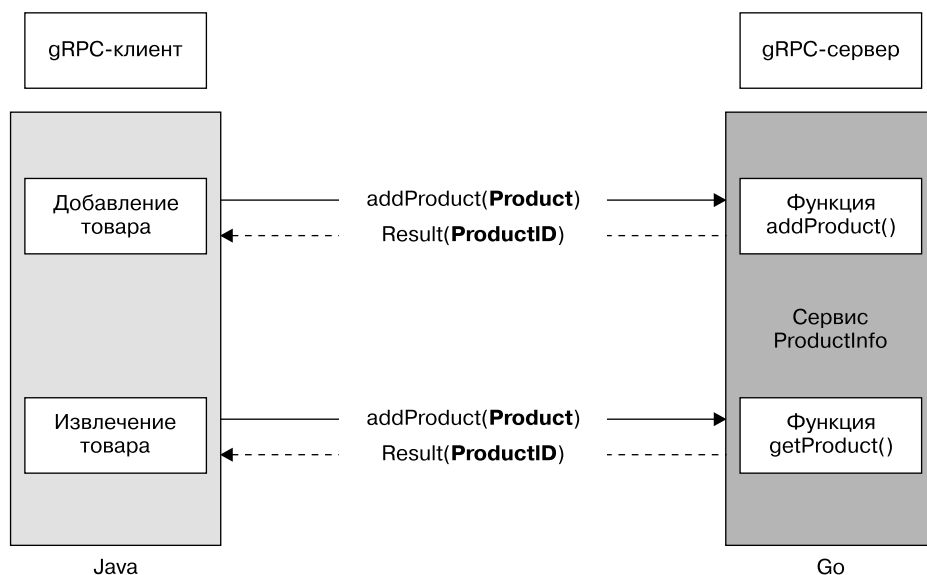 gRPC-клиент
gRPC-сервер
Добавление
товара
addProduct(Product)
Result(ProductID)
Функция
addProduct()
Сервис
ProductInfo
Извлечение
товара
addProduct(Product)
Result(ProductID)
Функция
getProduct()
Java
Go